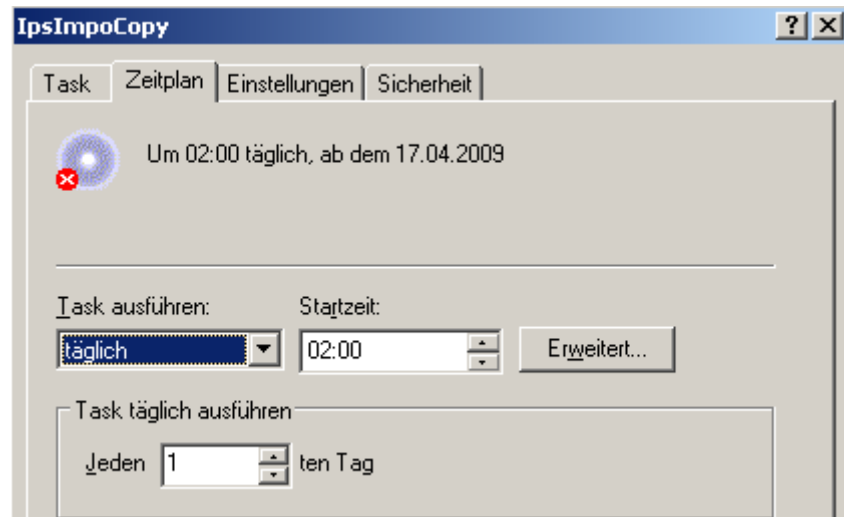 IpsImpoCopy
Task Zeitplan Einstellungen Sicherheit
Um 02:00 täglich, ab dem 17.04.2009
Task ausführen: Startzeit:
täglich 02:00 Erweitert...
Task täglich ausführen
Jeden 1 ten Tag